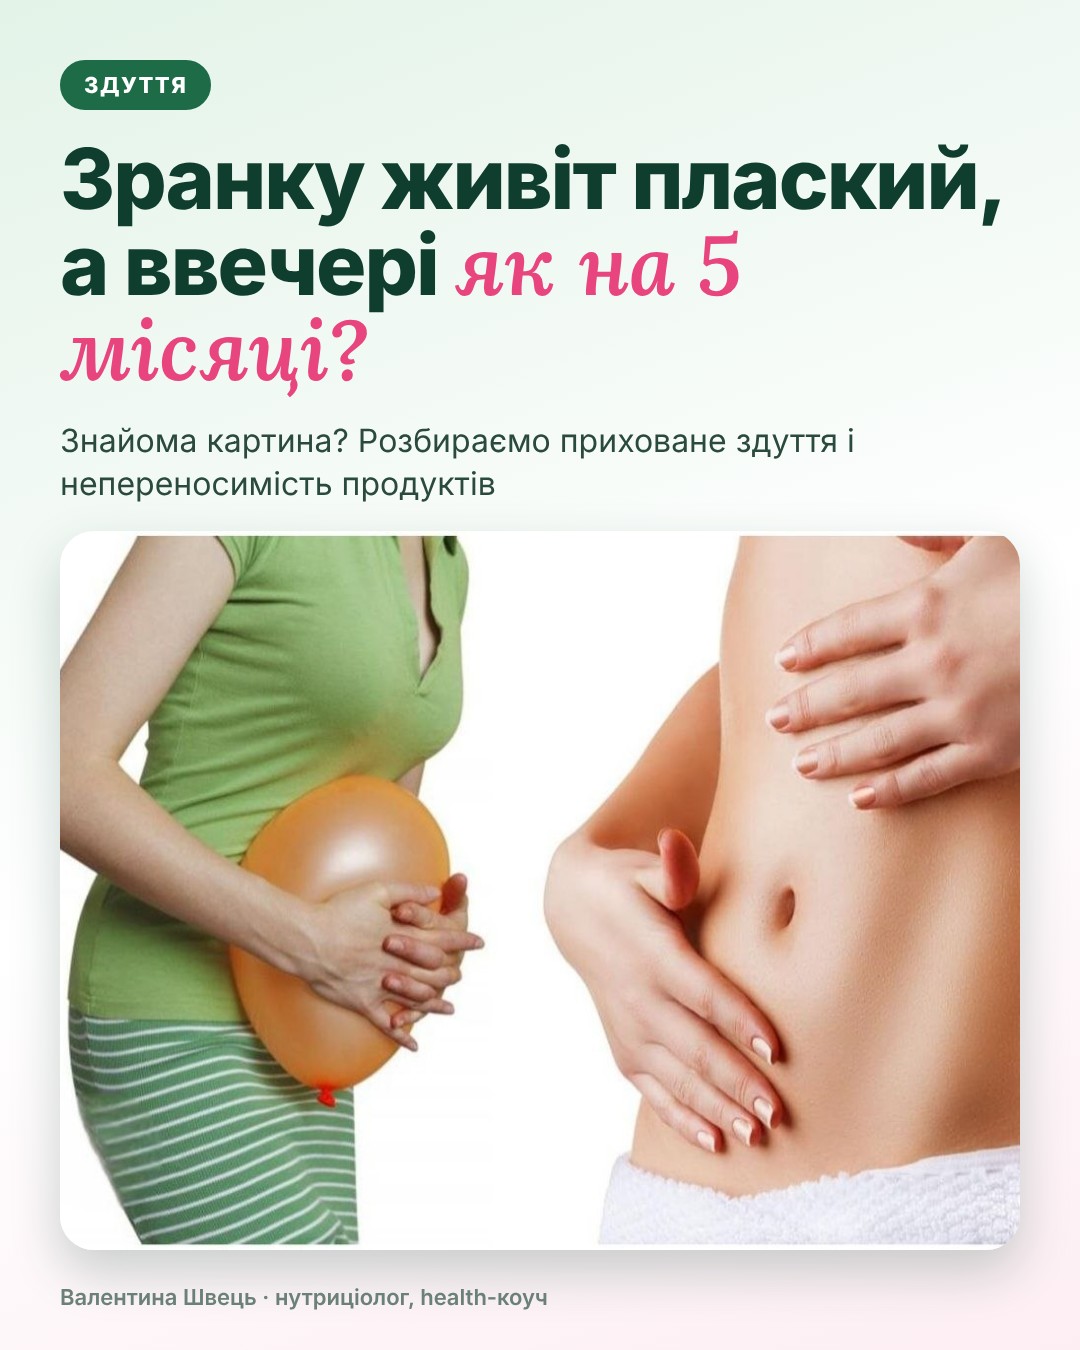 ЗДУТТЯ
Зранку живіт плаский,
а ввечері як на 5
місяці?
Знайома картина? Розбираємо приховане здуття і
непереносимість продуктів
Валентина Швець · нутриціолог, health-коуч